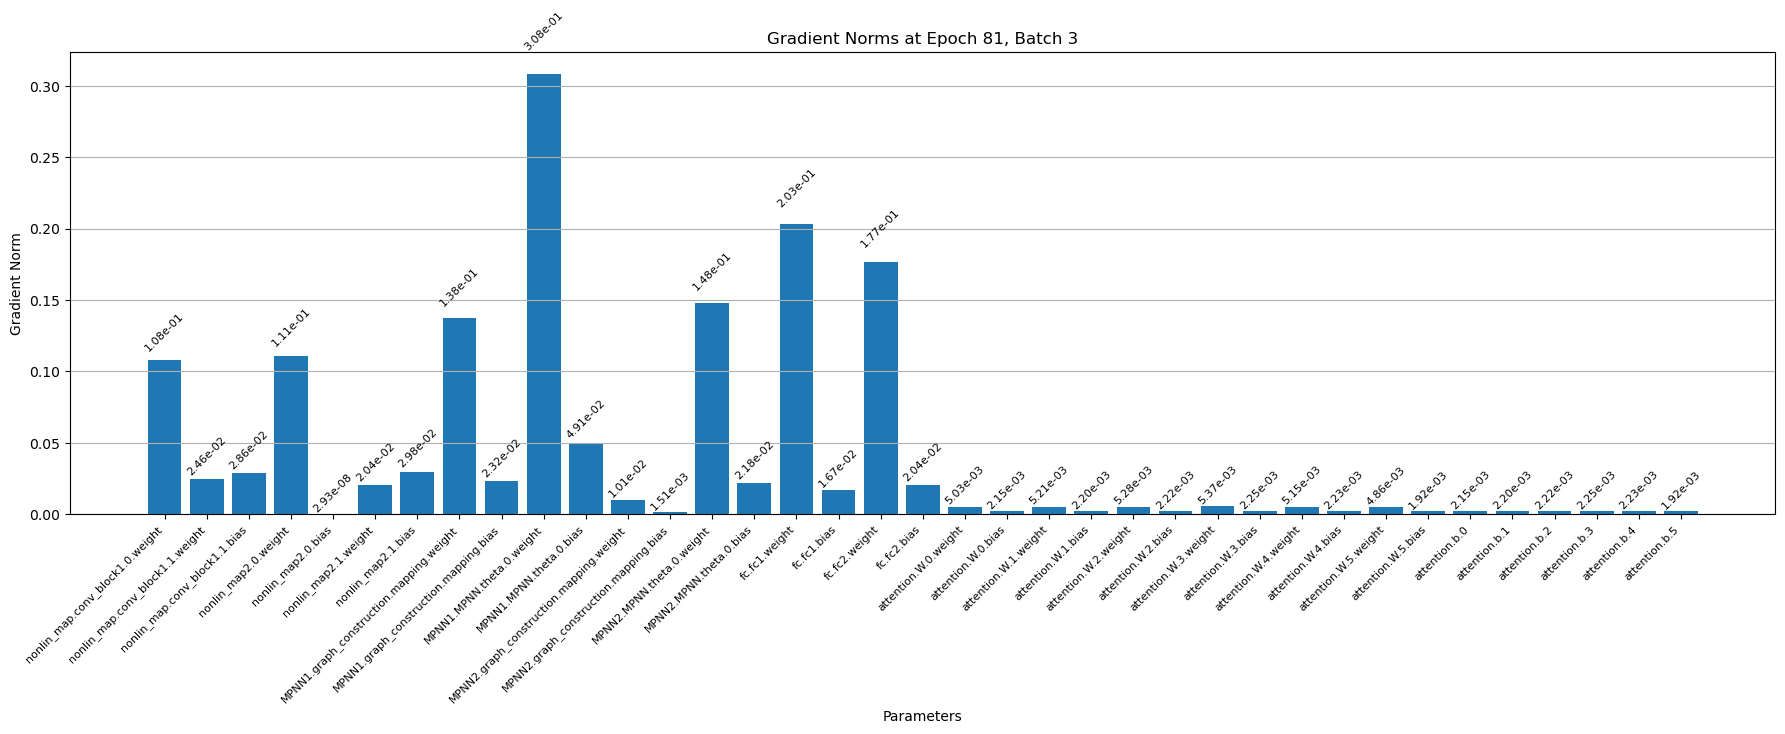 Gradient Norms at Epoch 81, Batch 3
Gradient Norm
0.30
0.25
0.20
0.15
0.10
0.05
0.00
1.08e-01
2.46e-02
2.86e-02
1.11e-01
2.93e-08
2.04e-02
2.98e-02
1.38e-01
2.32e-02
3.08e-01
4.91e-02
1.01e-02
1.51e-03
1.48e-01
2.18e-02
2.03e-01
1.67e-02
1.77e-01
2.04e-02
5.03e-03
2.15e-03
5.21e-03
2.20e-03
5.28e-03
2.22e-03
5.37e-03
2.25e-03
5.15e-03
2.23e-03
4.86e-03
1.92e-03
2.15e-03
2.20e-03
2.22e-03
2.25e-03
2.23e-03
1.92e-03
nonlin_map.conv_block1.0.weight
nonlin_map.conv_block1.1.weight
nonlin_map.conv_block1.1.bias
nonlin_map2.0.weight
nonlin_map2.0.bias
nonlin_map2.1.weight
nonlin_map2.1.bias
MPNN1.graph_construction.mapping.weight
MPNN1.graph_construction.mapping.bias
MPNN1.MPNN.theta.0.weight
MPNN1.MPNN.theta.0.bias
MPNN2.graph_construction.mapping.weight
MPNN2.graph_construction.mapping.bias
MPNN2.MPNN.theta.0.weight
MPNN2.MPNN.theta.0.bias
fc.fc1.weight
fc.fc1.bias
fc.fc2.weight
fc.fc2.bias
attention.W.0.weight
attention.W.0.bias
attention.W.1.weight
attention.W.1.bias
attention.W.2.weight
attention.W.2.bias
attention.W.3.weight
attention.W.3.bias
attention.W.4.weight
attention.W.4.bias
attention.W.5.weight
attention.W.5.bias
attention.b.0
attention.b.1
attention.b.2
attention.b.3
attention.b.4
attention.b.5
Parameters